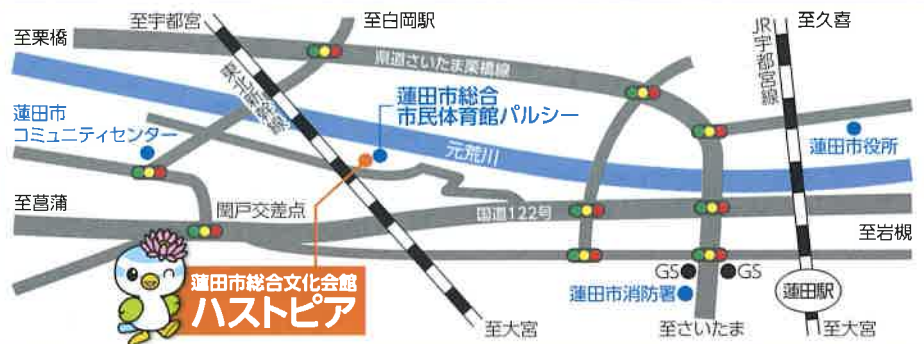 至宇都宮
至白岡駅
至久喜
至栗橋
JR宇都宮線
県道さいたま栗橋線
東北新幹線
蓮田市総合
市民体育館パルシー
蓮田市
コミュニティセンター
元荒川
蓮田市役所
至菖蒲
関戸交差点
国道122号
至岩槻
蓮田市総合文化会館
ハストピア
GS
GS
蓮田市消防署
蓮田駅
至大宮
至さいたま
至大宮